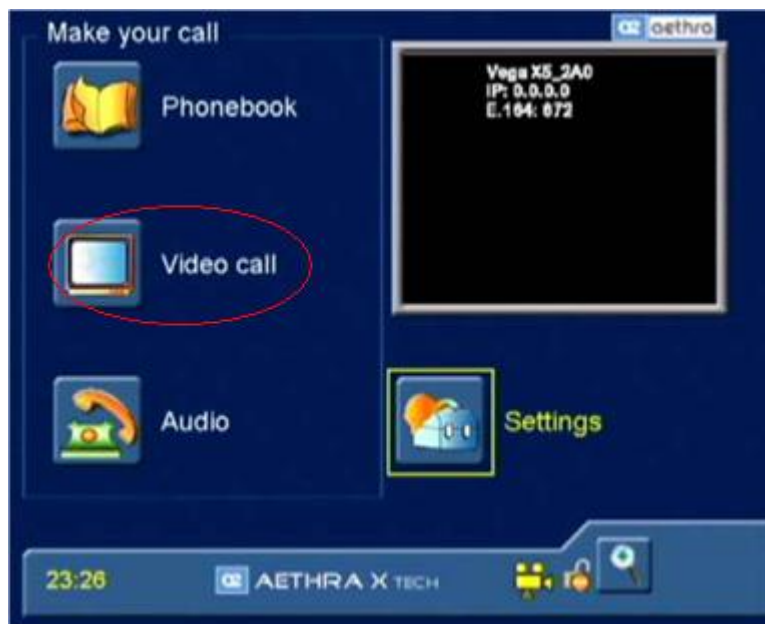 Make your call
aethra
Phonebook
Vega X5_2A0
IP: 0.0.0.0
E.164: 672
Video call
Audio
Settings
23:26
AETHRA X TECH